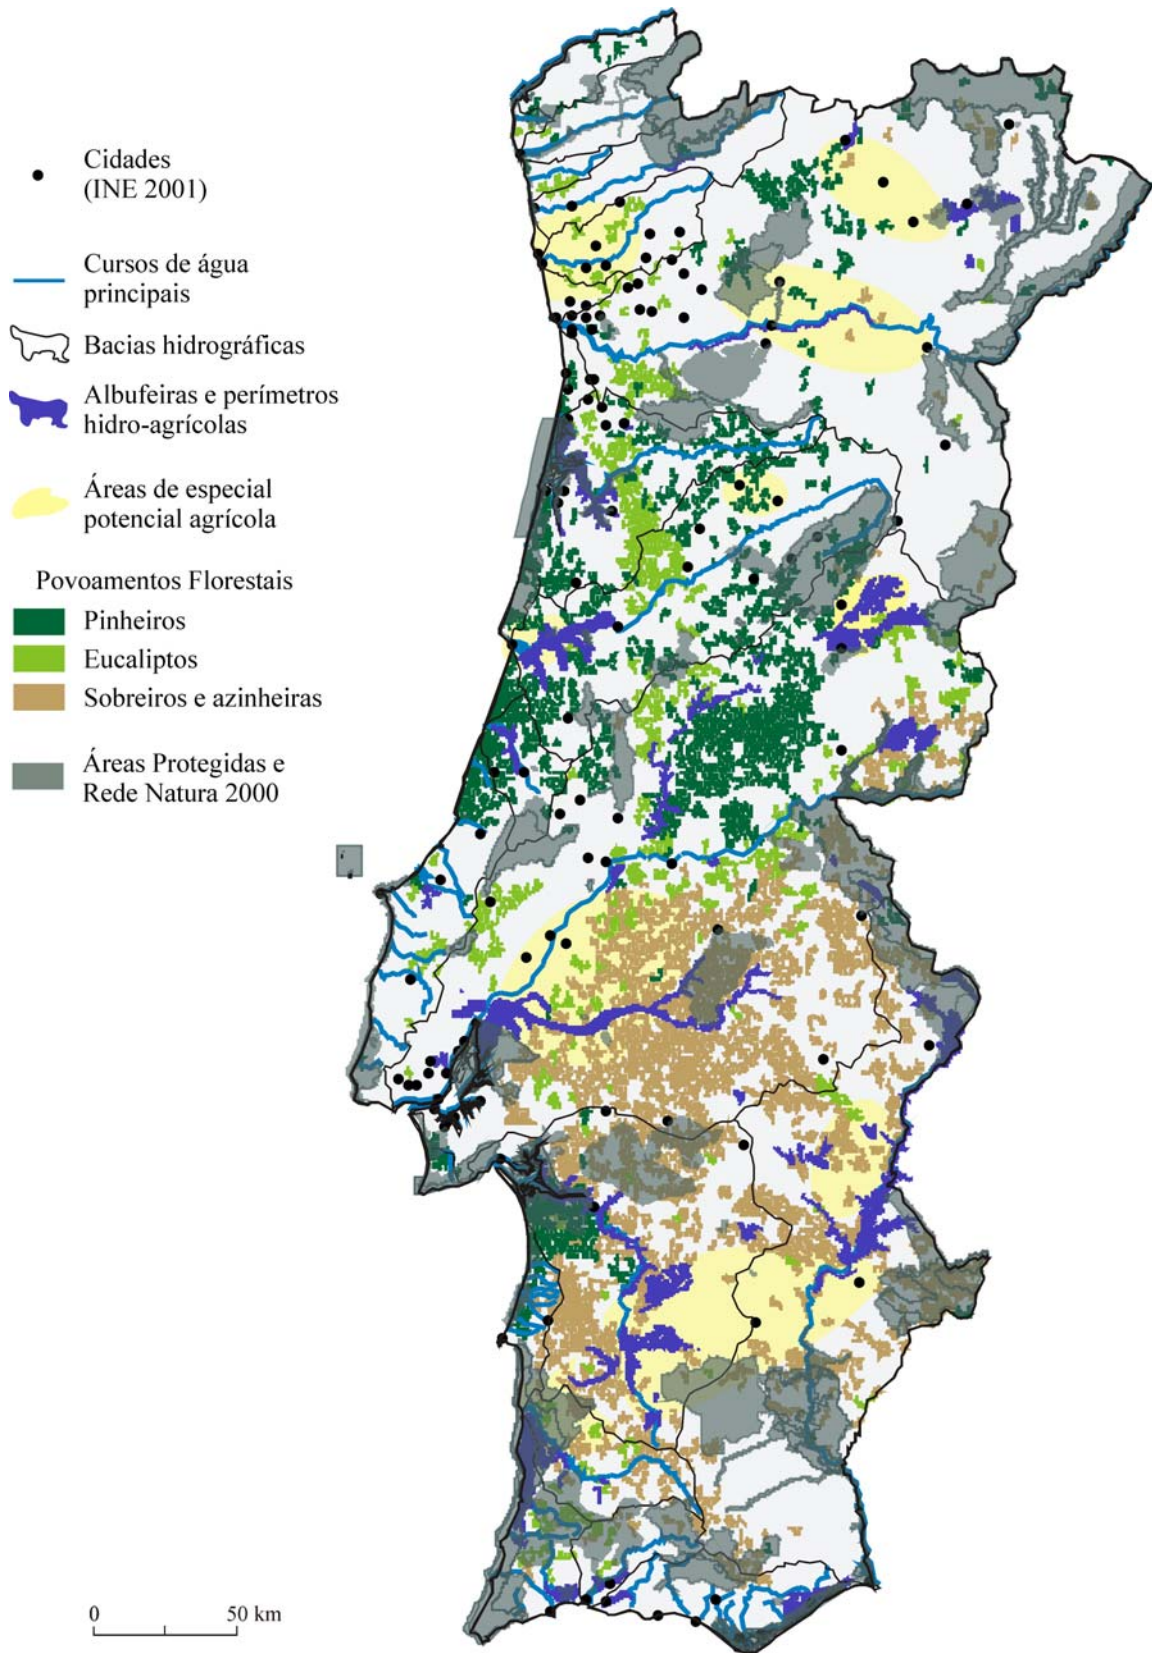 Cidades
(INE 2001)
Cursos de água
principais
Bacias hidrográficas
Albufeiras e perímetros
hidro-agrícolas
Áreas de especial
potencial agrícola
Povoamentos Florestais
Pinheiros
Eucaliptos
Sobreiros e azinheiras
Áreas Protegidas e
Rede Natura 2000
0 50 km